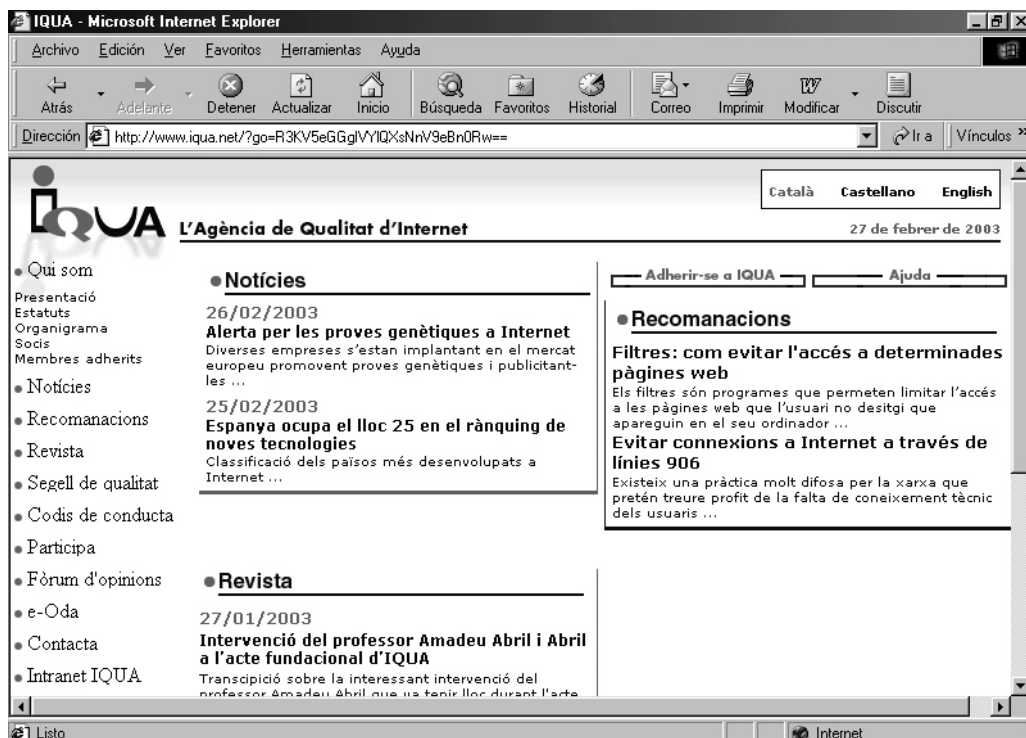 IQUA - Microsoft Internet Explorer
Archivo Edición Ver Favoritos Herramientas Ayuda
Atrás Adelante Detener Actualizar Inicio Búsqueda Favoritos Historial Correo Imprimir Modificar Discutir
Dirección http://www.iqua.net/?go=R3KV5eGGglVYlQXsNnV9eBn0Rw== Ir a Vínculos »
Català Castellano English
IQUA L'Agència de Qualitat d'Internet
27 de febrer de 2003
Qui som
Presentació
Estatuts
Organigrama
Socis
Membres adherits
Notícies
Recomanacions
Revista
Segell de qualitat
Codis de conducta
Participa
Fòrum d'opinions
e-Oda
Contacta
Intranet IQUA
Notícies
26/02/2003
Alerta per les proves genètiques a Internet
Diverses empreses s'estan implantant en el mercat
europeu promovent proves genètiques i publicitant-
les ...
25/02/2003
Espanya ocupa el lloc 25 en el rànquing de
noves tecnologies
Classificació dels països més desenvolupats a
Internet ...
Revista
27/01/2003
Intervenció del professor Amadeu Abril i Abril
a l'acte fundacional d'IQUA
Transcipició sobre la interessant intervenció del
professor Amadeu Abril que va tenir lloc durant l'acte
Adherir-se a IQUA Ajuda
Recomanacions
Filtres: com evitar l'accés a determinades
pàgines web
Els filtres són programes que permeten limitar l'accés
a les pàgines web que l'usuari no desitgi que
apareguin en el seu ordinador ...
Evitar connexions a Internet a través de
línies 906
Existeix una pràctica molt difosa per la xarxa que
pretén treure profit de la falta de coneixement tècnic
dels usuaris ...
Listo Internet